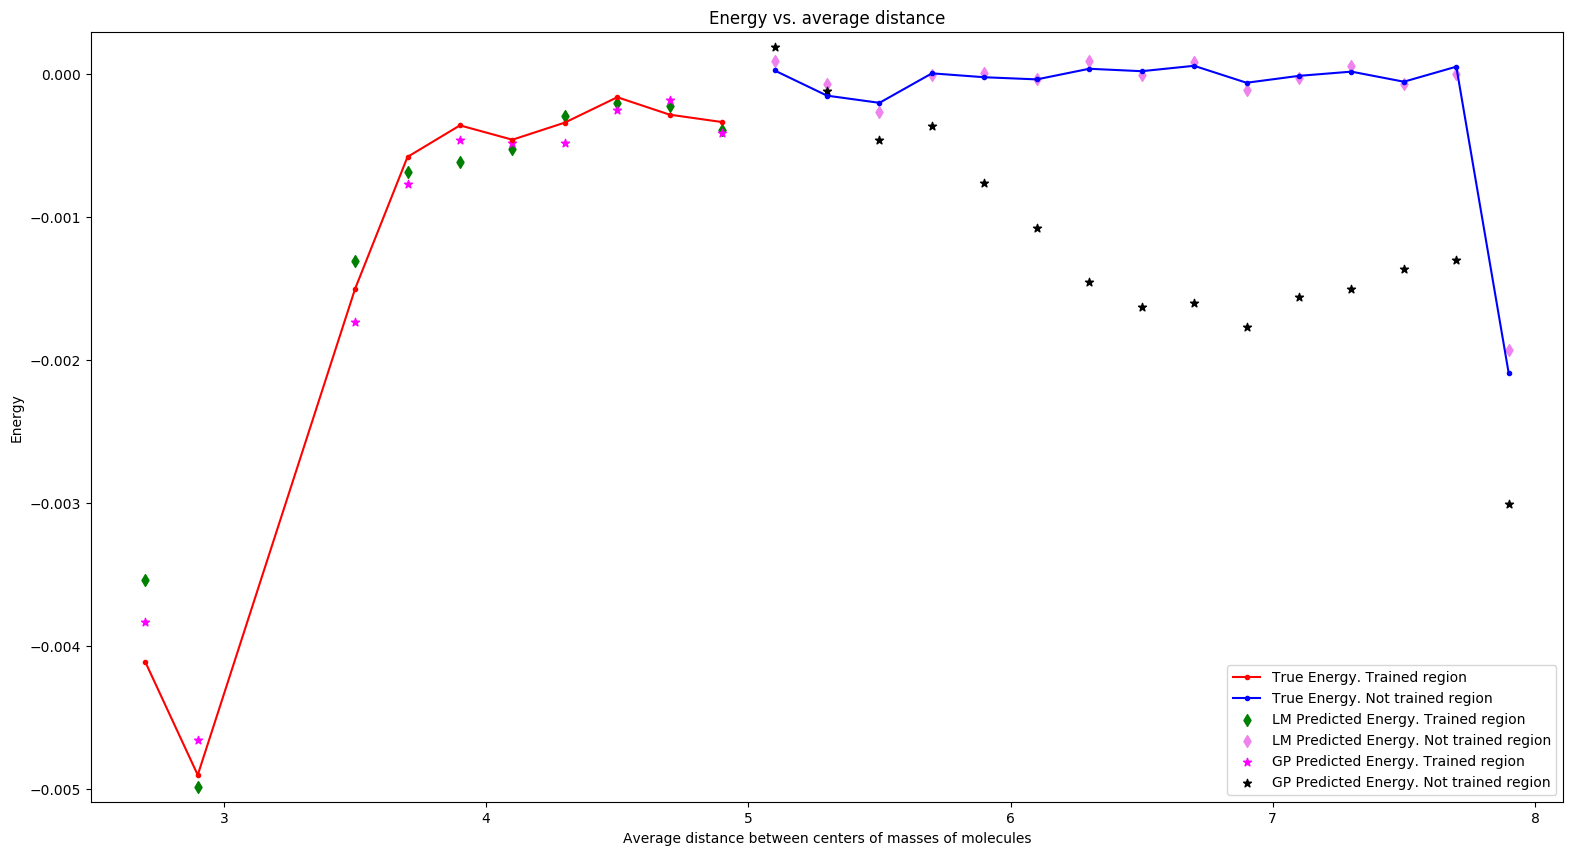 Energy vs. average distance
Energy
0.000
−0.001
−0.002
−0.003
−0.004
−0.005
3 4 5 6 7 8
Average distance between centers of masses of molecules
True Energy. Trained region
True Energy. Not trained region
LM Predicted Energy. Trained region
LM Predicted Energy. Not trained region
GP Predicted Energy. Trained region
GP Predicted Energy. Not trained region